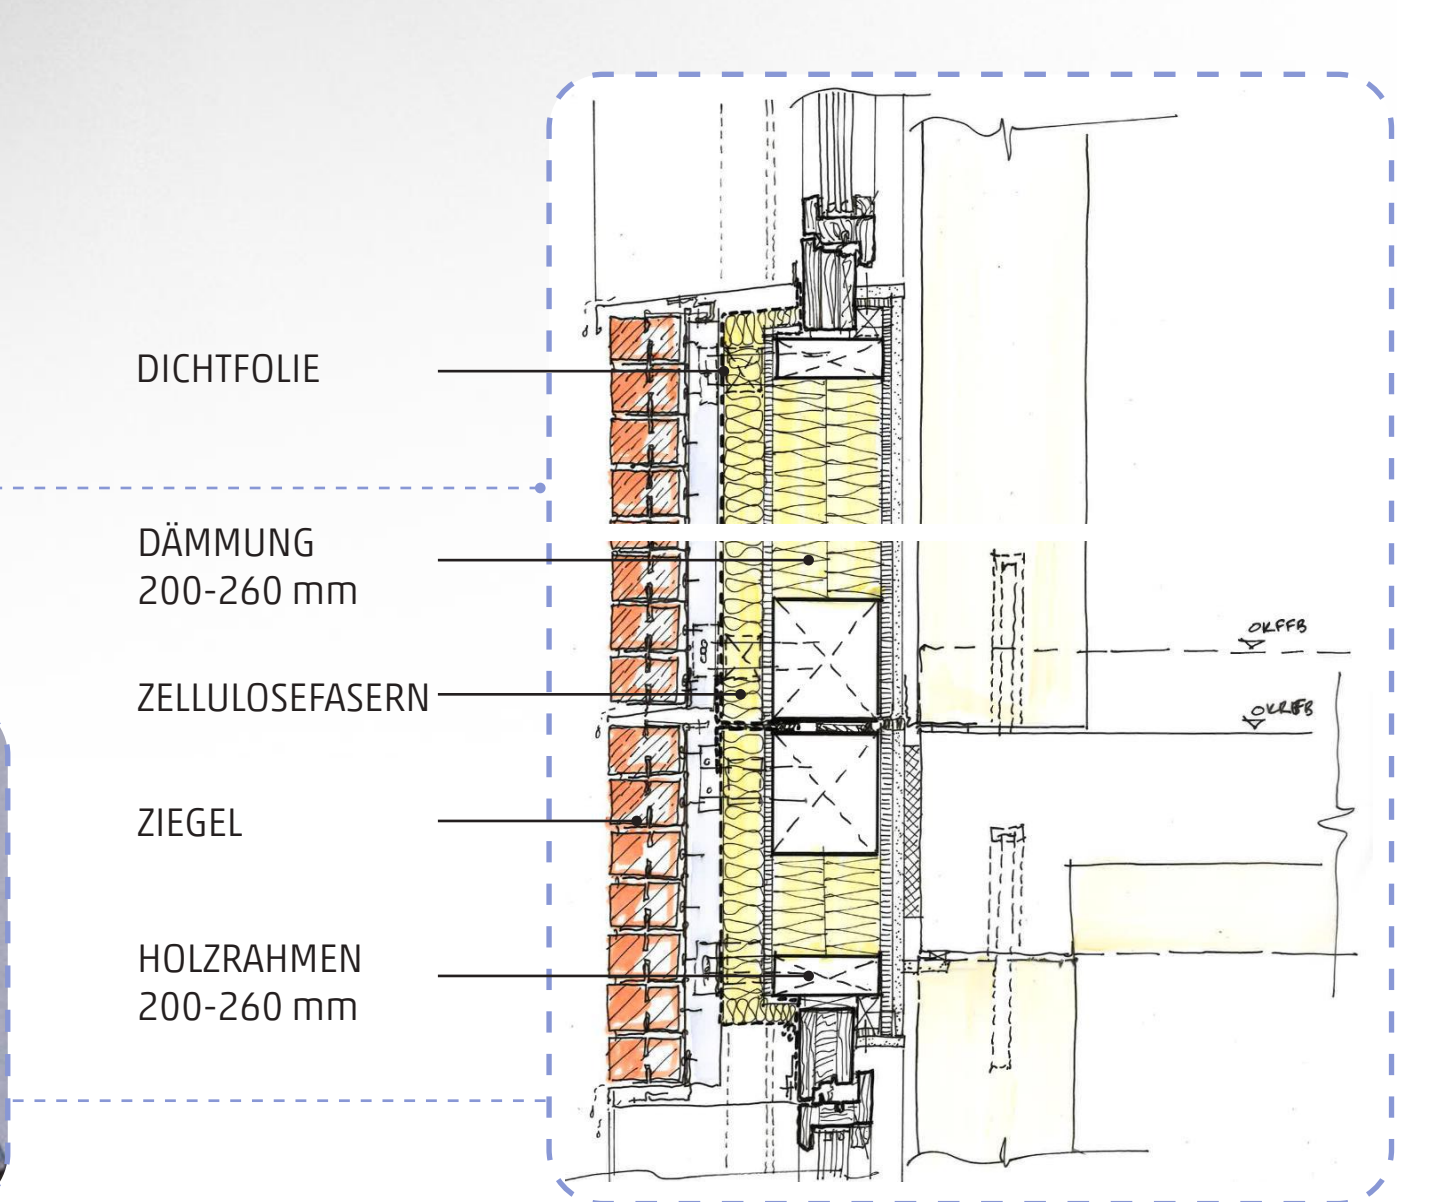 DICHTFOLIE
DÄMMUNG
200-260 mm
OKFFB
ZELLULOSEFASERN
ZIEGEL
HOLZRAHMEN
200-260 mm